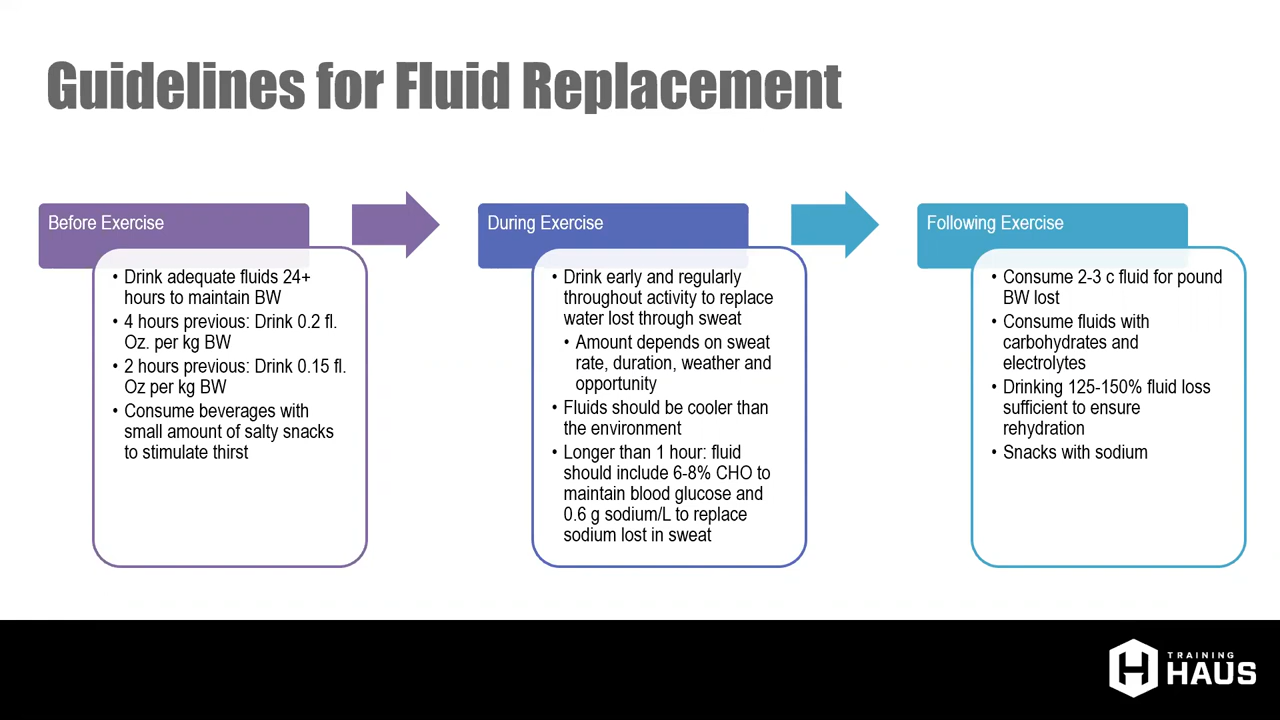 Guidelines for Fluid Replacement
Before Exercise
• Drink adequate fluids 24+
hours to maintain BW
• 4 hours previous: Drink 0.2 fl.
Oz. per kg BW
• 2 hours previous: Drink 0.15 fl.
Oz per kg BW
• Consume beverages with
small amount of salty snacks
to stimulate thirst
During Exercise
• Drink early and regularly
throughout activity to replace
water lost through sweat
• Amount depends on sweat
rate, duration, weather and
opportunity
• Fluids should be cooler than
the environment
• Longer than 1 hour: fluid
should include 6-8% CHO to
maintain blood glucose and
0.6 g sodium/L to replace
sodium lost in sweat
Following Exercise
• Consume 2-3 c fluid for pound
BW lost
• Consume fluids with
carbohydrates and
electrolytes
• Drinking 125-150% fluid loss
sufficient to ensure
rehydration
• Snacks with sodium
TRAINING
HAUS